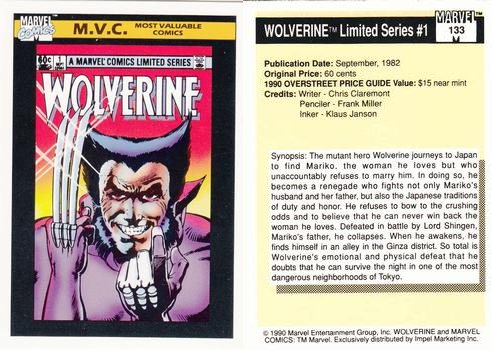 MARVEL
COMICS
M
M.V.C. MOST VALUABLE
COMICS
60¢
1
SEPT
A MARVEL COMICS LIMITED SERIES
WOLVERINE
WOLVERINE™ Limited Series #1
MARVEL
133
M
Publication Date: September, 1982
Original Price: 60 cents
1990 OVERSTREET PRICE GUIDE Value: $15 near mint
Credits: Writer - Chris Claremont
Penciler - Frank Miller
Inker - Klaus Janson
Synopsis: The mutant hero Wolverine journeys to Japan
to find Mariko, the woman he loves but who
unaccountably refuses to marry him. In doing so, he
becomes a renegade who fights not only Mariko's
husband and her father, but also the Japanese traditions
of duty and honor. He refuses to bow to the crushing
odds and to believe that he can never win back the
woman he loves. Defeated in battle by Lord Shingen,
Mariko's father, he collapses. When he awakens, he
finds himself in an alley in the Ginza district. So total is
Wolverine's emotional and physical defeat that he
doubts that he can survive the night in one of the most
dangerous neighborhoods of Tokyo.
© 1990 Marvel Entertainment Group, Inc. WOLVERINE and MARVEL
COMICS: TM Marvel. Exclusively distributed by Impel Marketing Inc.